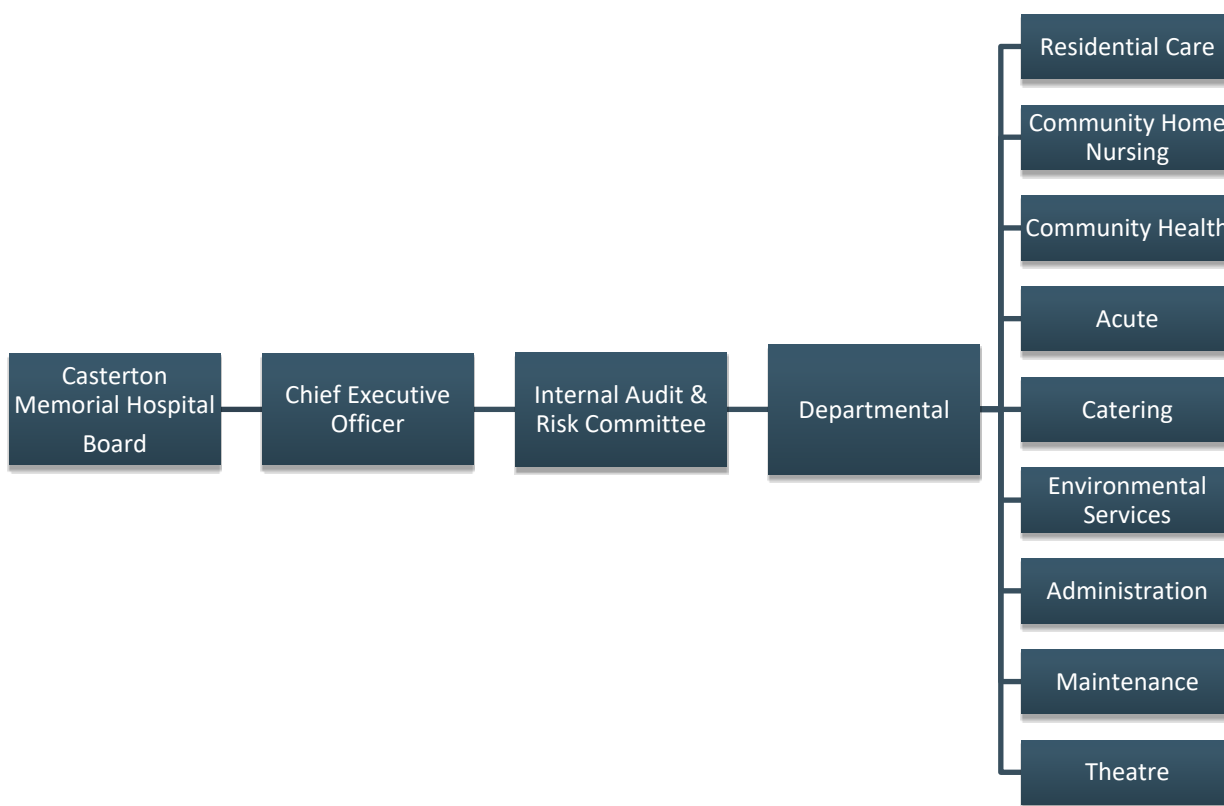 Residential Care
Community Home
Nursing
Community Health
Acute
Casterton
Memorial Hospital
Board
Chief Executive
Officer
Internal Audit &
Risk Committee
Departmental
Catering
Environmental
Services
Administration
Maintenance
Theatre